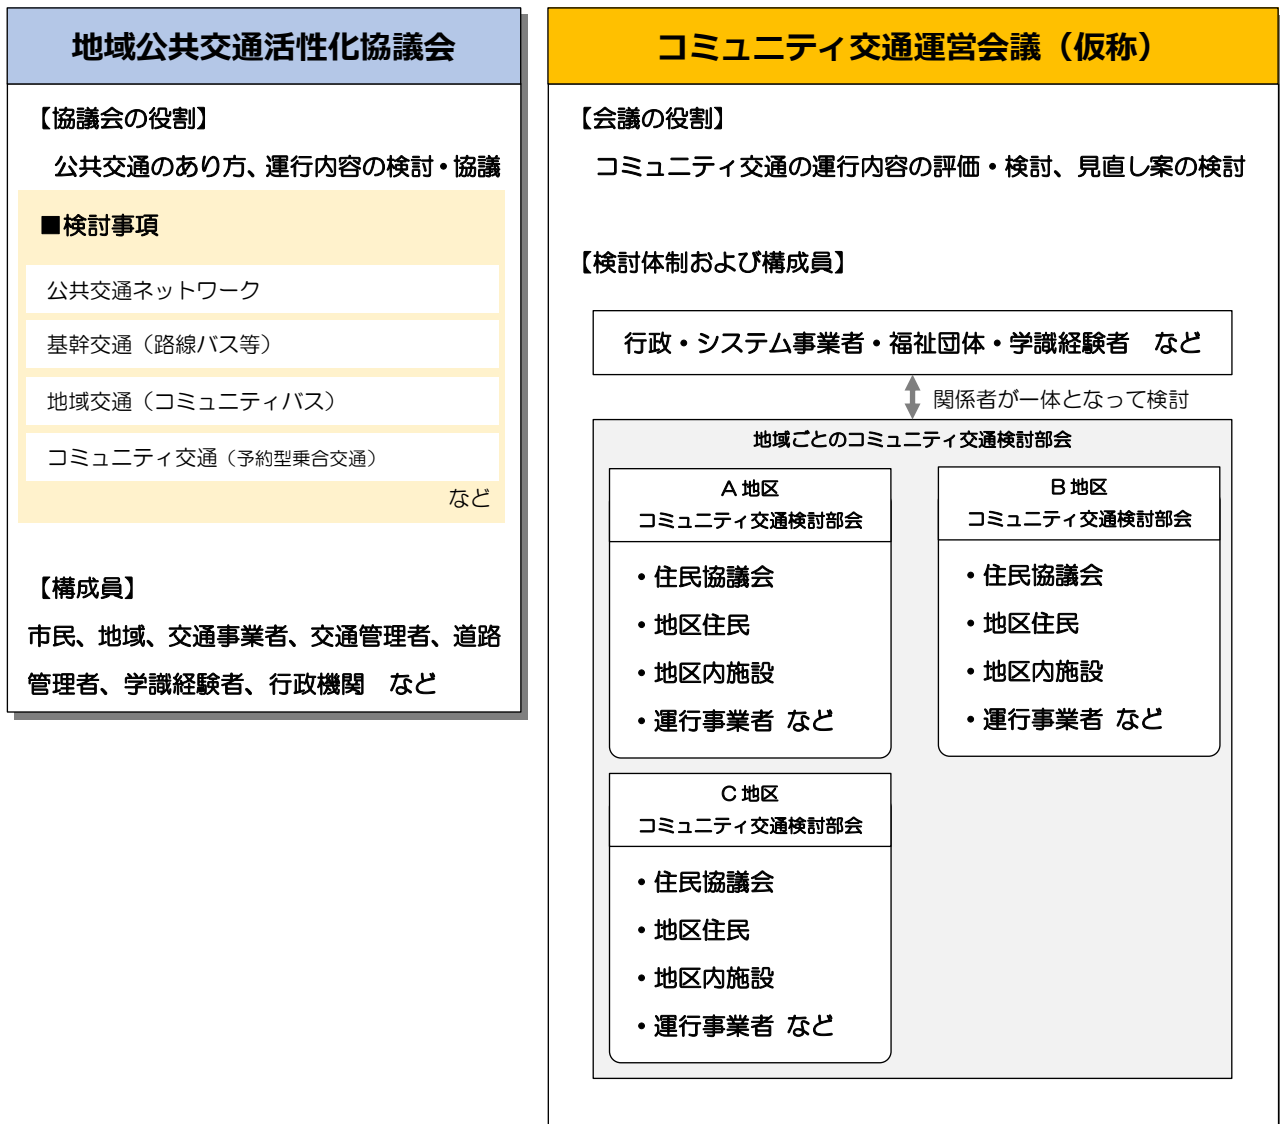 地域公共交通活性化協議会
【協議会の役割】
公共交通のあり方、運行内容の検討・協議
■検討事項
公共交通ネットワーク
基幹交通（路線バス等）
地域交通（コミュニティバス）
コミュニティ交通（予約型乗合交通）
など
【構成員】
市民、地域、交通事業者、交通管理者、道路
管理者、学識経験者、行政機関　など
コミュニティ交通運営会議（仮称）
【会議の役割】
コミュニティ交通の運行内容の評価・検討、見直し案の検討
【検討体制および構成員】
行政・システム事業者・福祉団体・学識経験者　など
関係者が一体となって検討
地域ごとのコミュニティ交通検討部会
A 地区
コミュニティ交通検討部会
・住民協議会
・地区住民
・地区内施設
・運行事業者 など
B 地区
コミュニティ交通検討部会
・住民協議会
・地区住民
・地区内施設
・運行事業者 など
C 地区
コミュニティ交通検討部会
・住民協議会
・地区住民
・地区内施設
・運行事業者 など